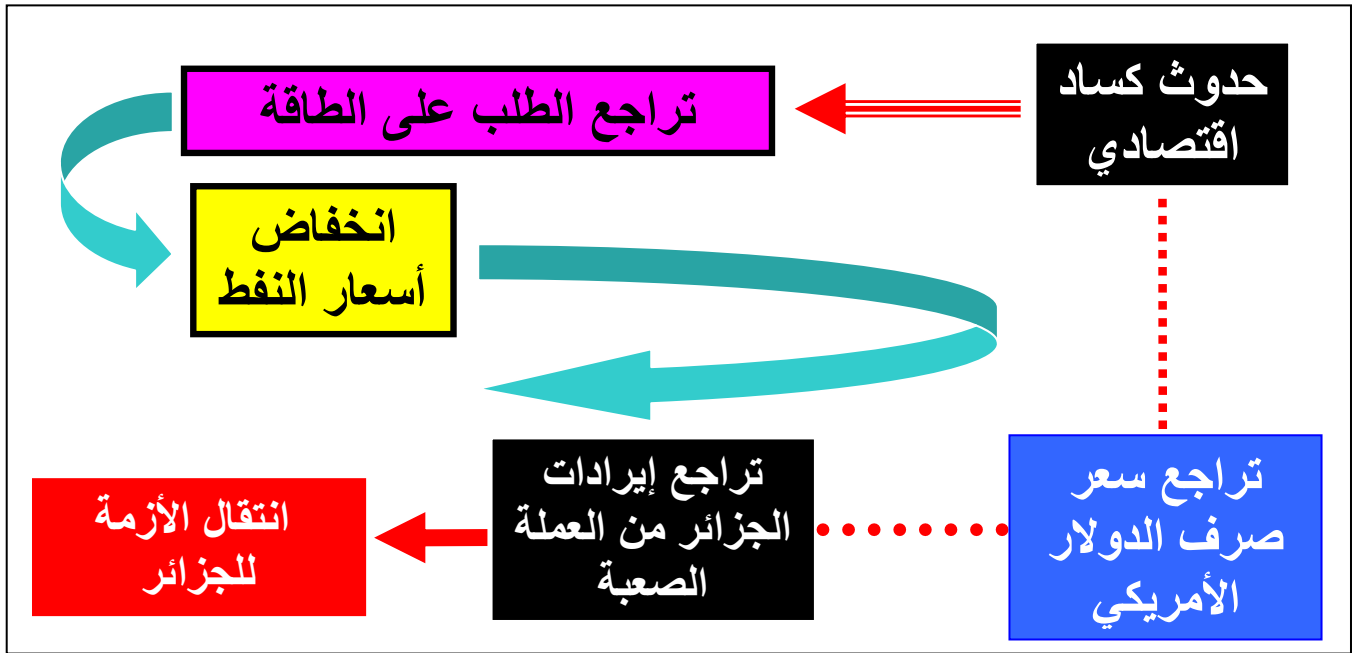 حدوث كساد
اقتصادي
تراجع الطلب على الطاقة
انخفاض
أسعار النفط
تراجع سعر
صرف الدولار
الأمريكي
تراجع إيرادات
الجزائر من العملة
الصعبة
انتقال الأزمة
للجزائر